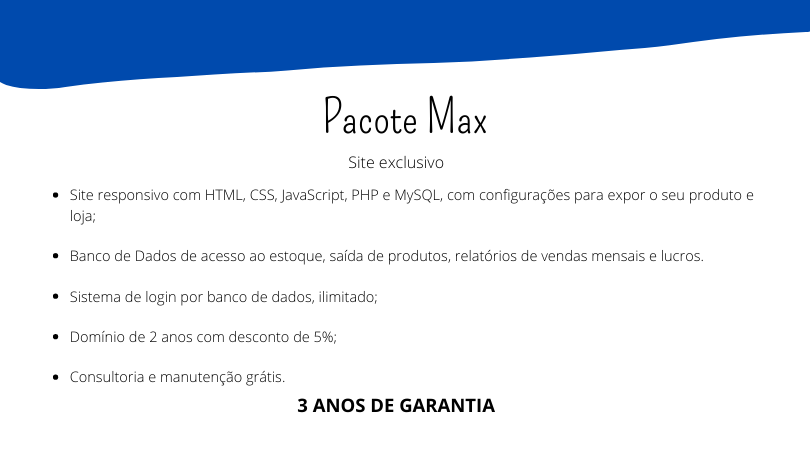 Pacote Max
Site exclusivo
• Site responsivo com HTML, CSS, JavaScript, PHP e MySQL, com configurações para expor o seu produto e
loja;
• Banco de Dados de acesso ao estoque, saída de produtos, relatórios de vendas mensais e lucros.
• Sistema de login por banco de dados, ilimitado;
• Domínio de 2 anos com desconto de 5%;
• Consultoria e manutenção grátis.
3 ANOS DE GARANTIA